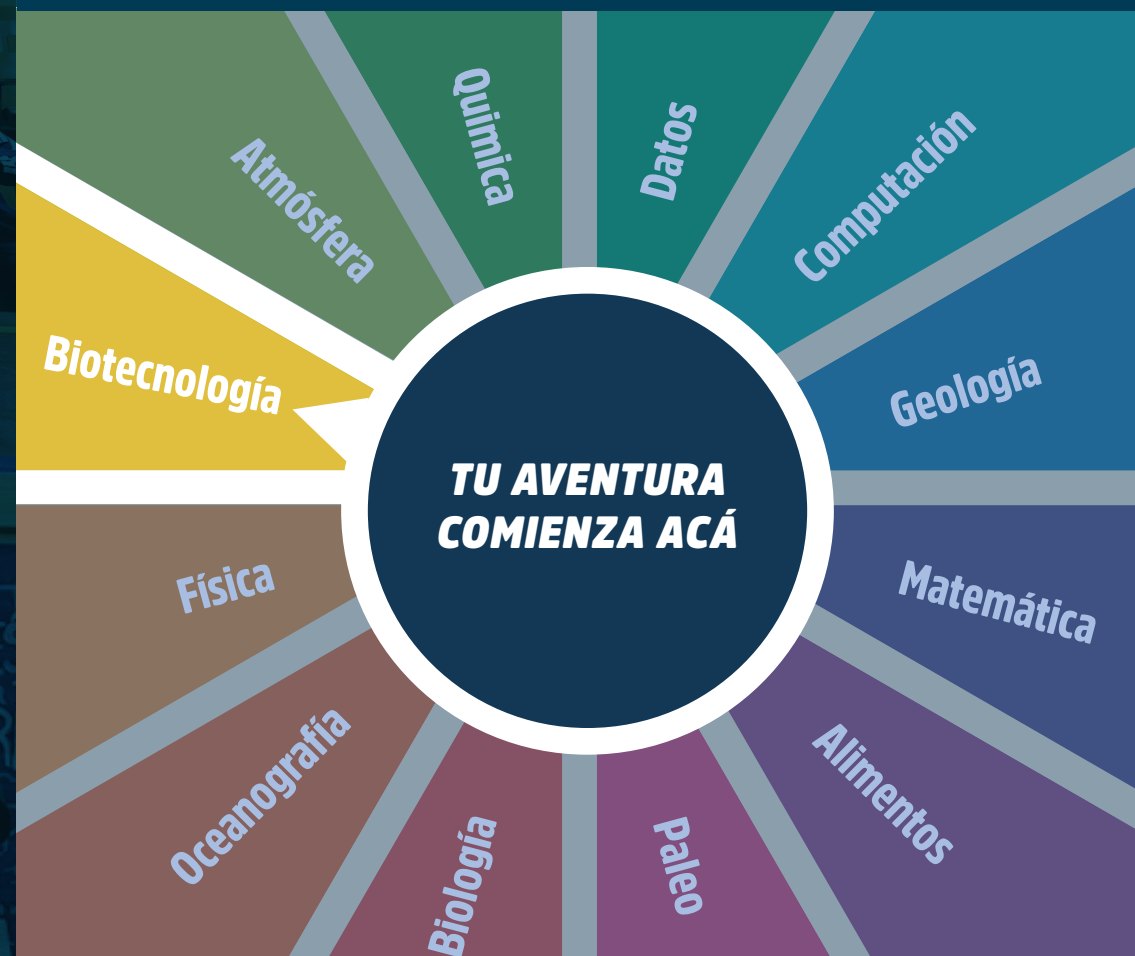 Quimica
Datos
Atmósfera
Computación
Biotecnología
Geología
TU AVENTURA
COMIENZA ACÁ
Física
Matemática
Oceanografía
Alimentos
Biología
Paleo